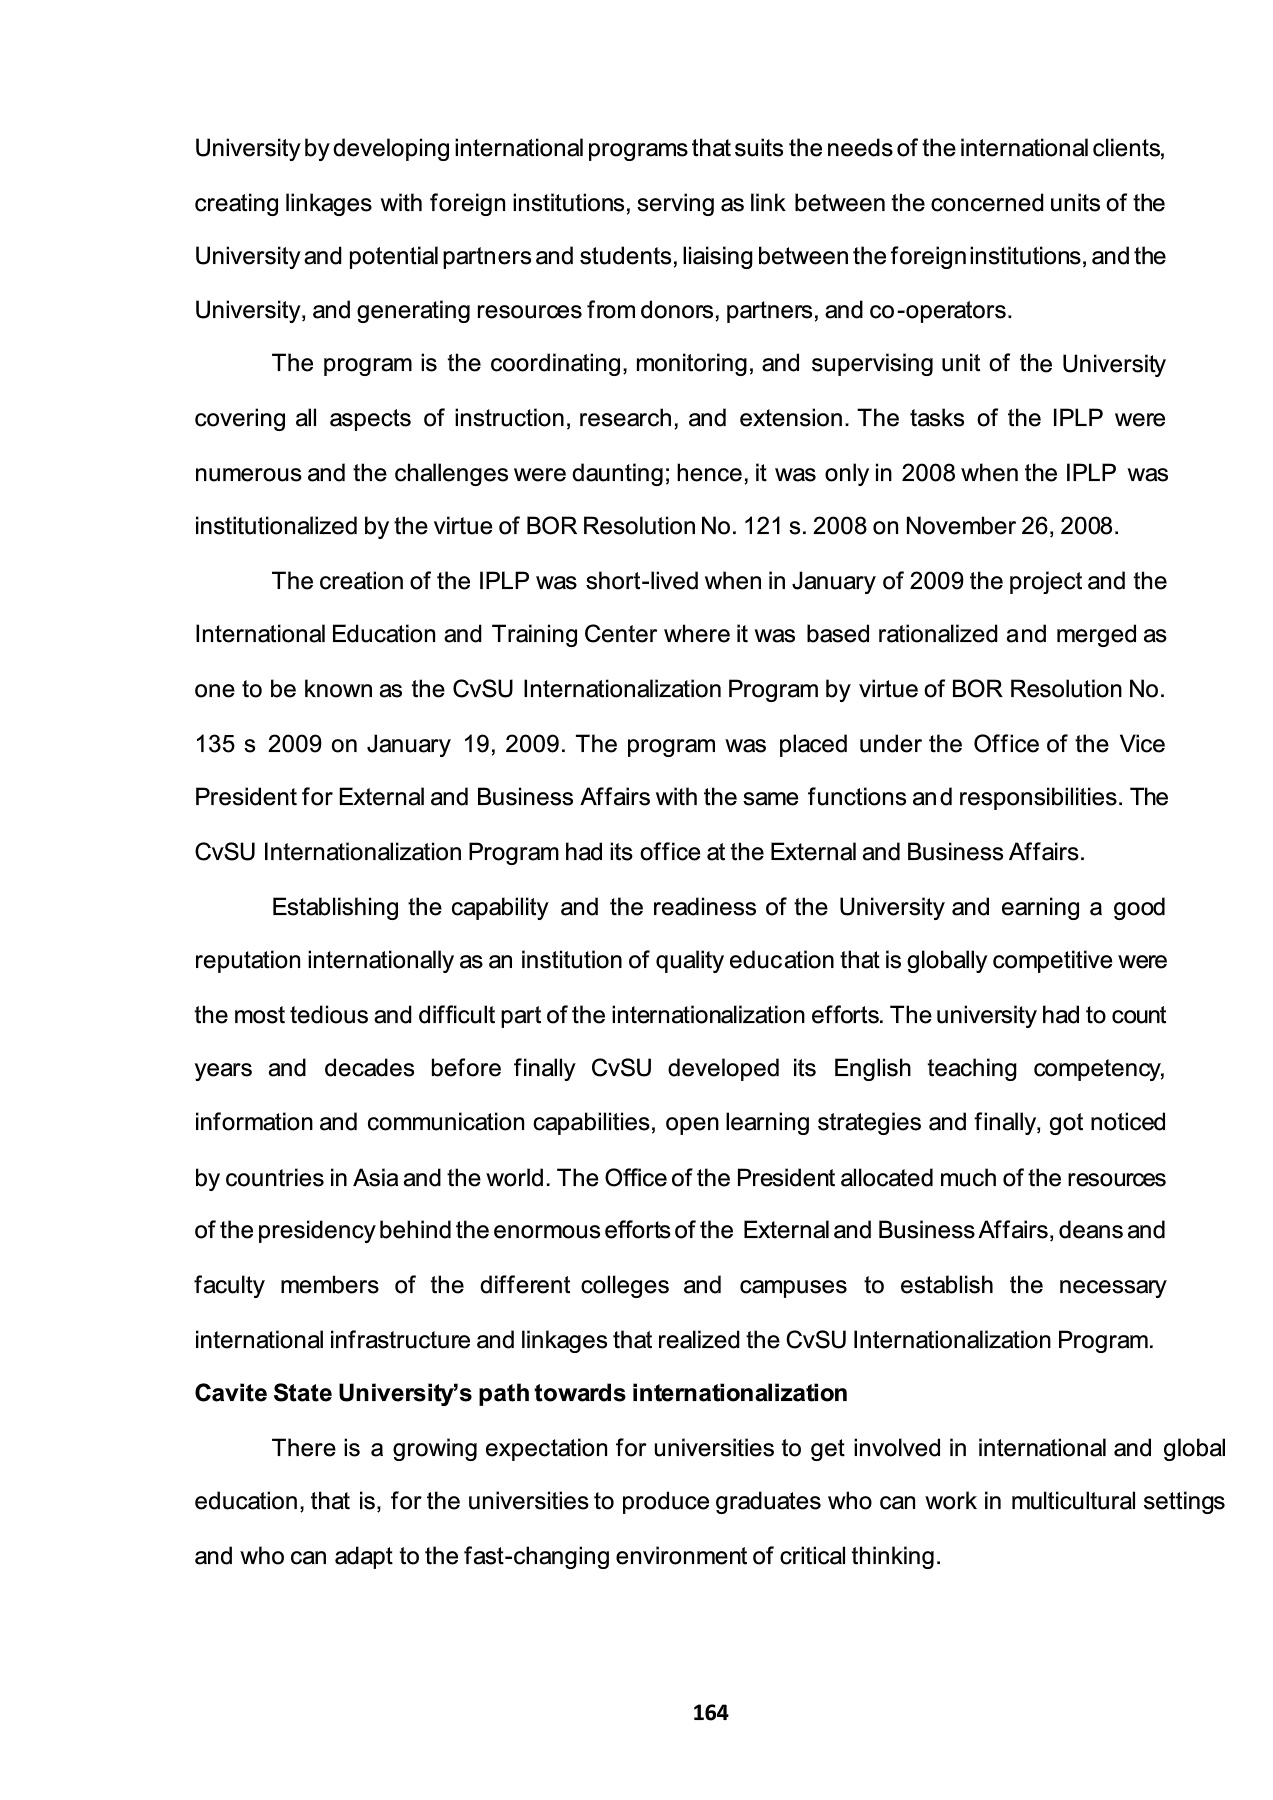 University by developing international programs that suits the needs of the international clients,
creating linkages with foreign institutions, serving as link between the concerned units of the
University and potential partners and students, liaising between the foreign institutions, and the
University, and generating resources from donors, partners, and co-operators.
The program is the coordinating, monitoring, and supervising unit of the University
covering all aspects of instruction, research, and extension. The tasks of the IPLP were
numerous and the challenges were daunting; hence, it was only in 2008 when the IPLP was
institutionalized by the virtue of BOR Resolution No. 121 s. 2008 on November 26, 2008.
The creation of the IPLP was short-lived when in January of 2009 the project and the
International Education and Training Center where it was based rationalized and merged as
one to be known as the CvSU Internationalization Program by virtue of BOR Resolution No.
135 s 2009 on January 19, 2009. The program was placed under the Office of the Vice
President for External and Business Affairs with the same functions and responsibilities. The
CvSU Internationalization Program had its office at the External and Business Affairs.
Establishing the capability and the readiness of the University and earning a good
reputation internationally as an institution of quality education that is globally competitive were
the most tedious and difficult part of the internationalization efforts. The university had to count
years and decades before finally CvSU developed its English teaching competency,
information and communication capabilities, open learning strategies and finally, got noticed
by countries in Asia and the world. The Office of the President allocated much of the resources
of the presidency behind the enormous efforts of the External and Business Affairs, deans and
faculty members of the different colleges and campuses to establish the necessary
international infrastructure and linkages that realized the CvSU Internationalization Program.
Cavite State University’s path towards internationalization
There is a growing expectation for universities to get involved in international and global
education, that is, for the universities to produce graduates who can work in multicultural settings
and who can adapt to the fast-changing environment of critical thinking.
164